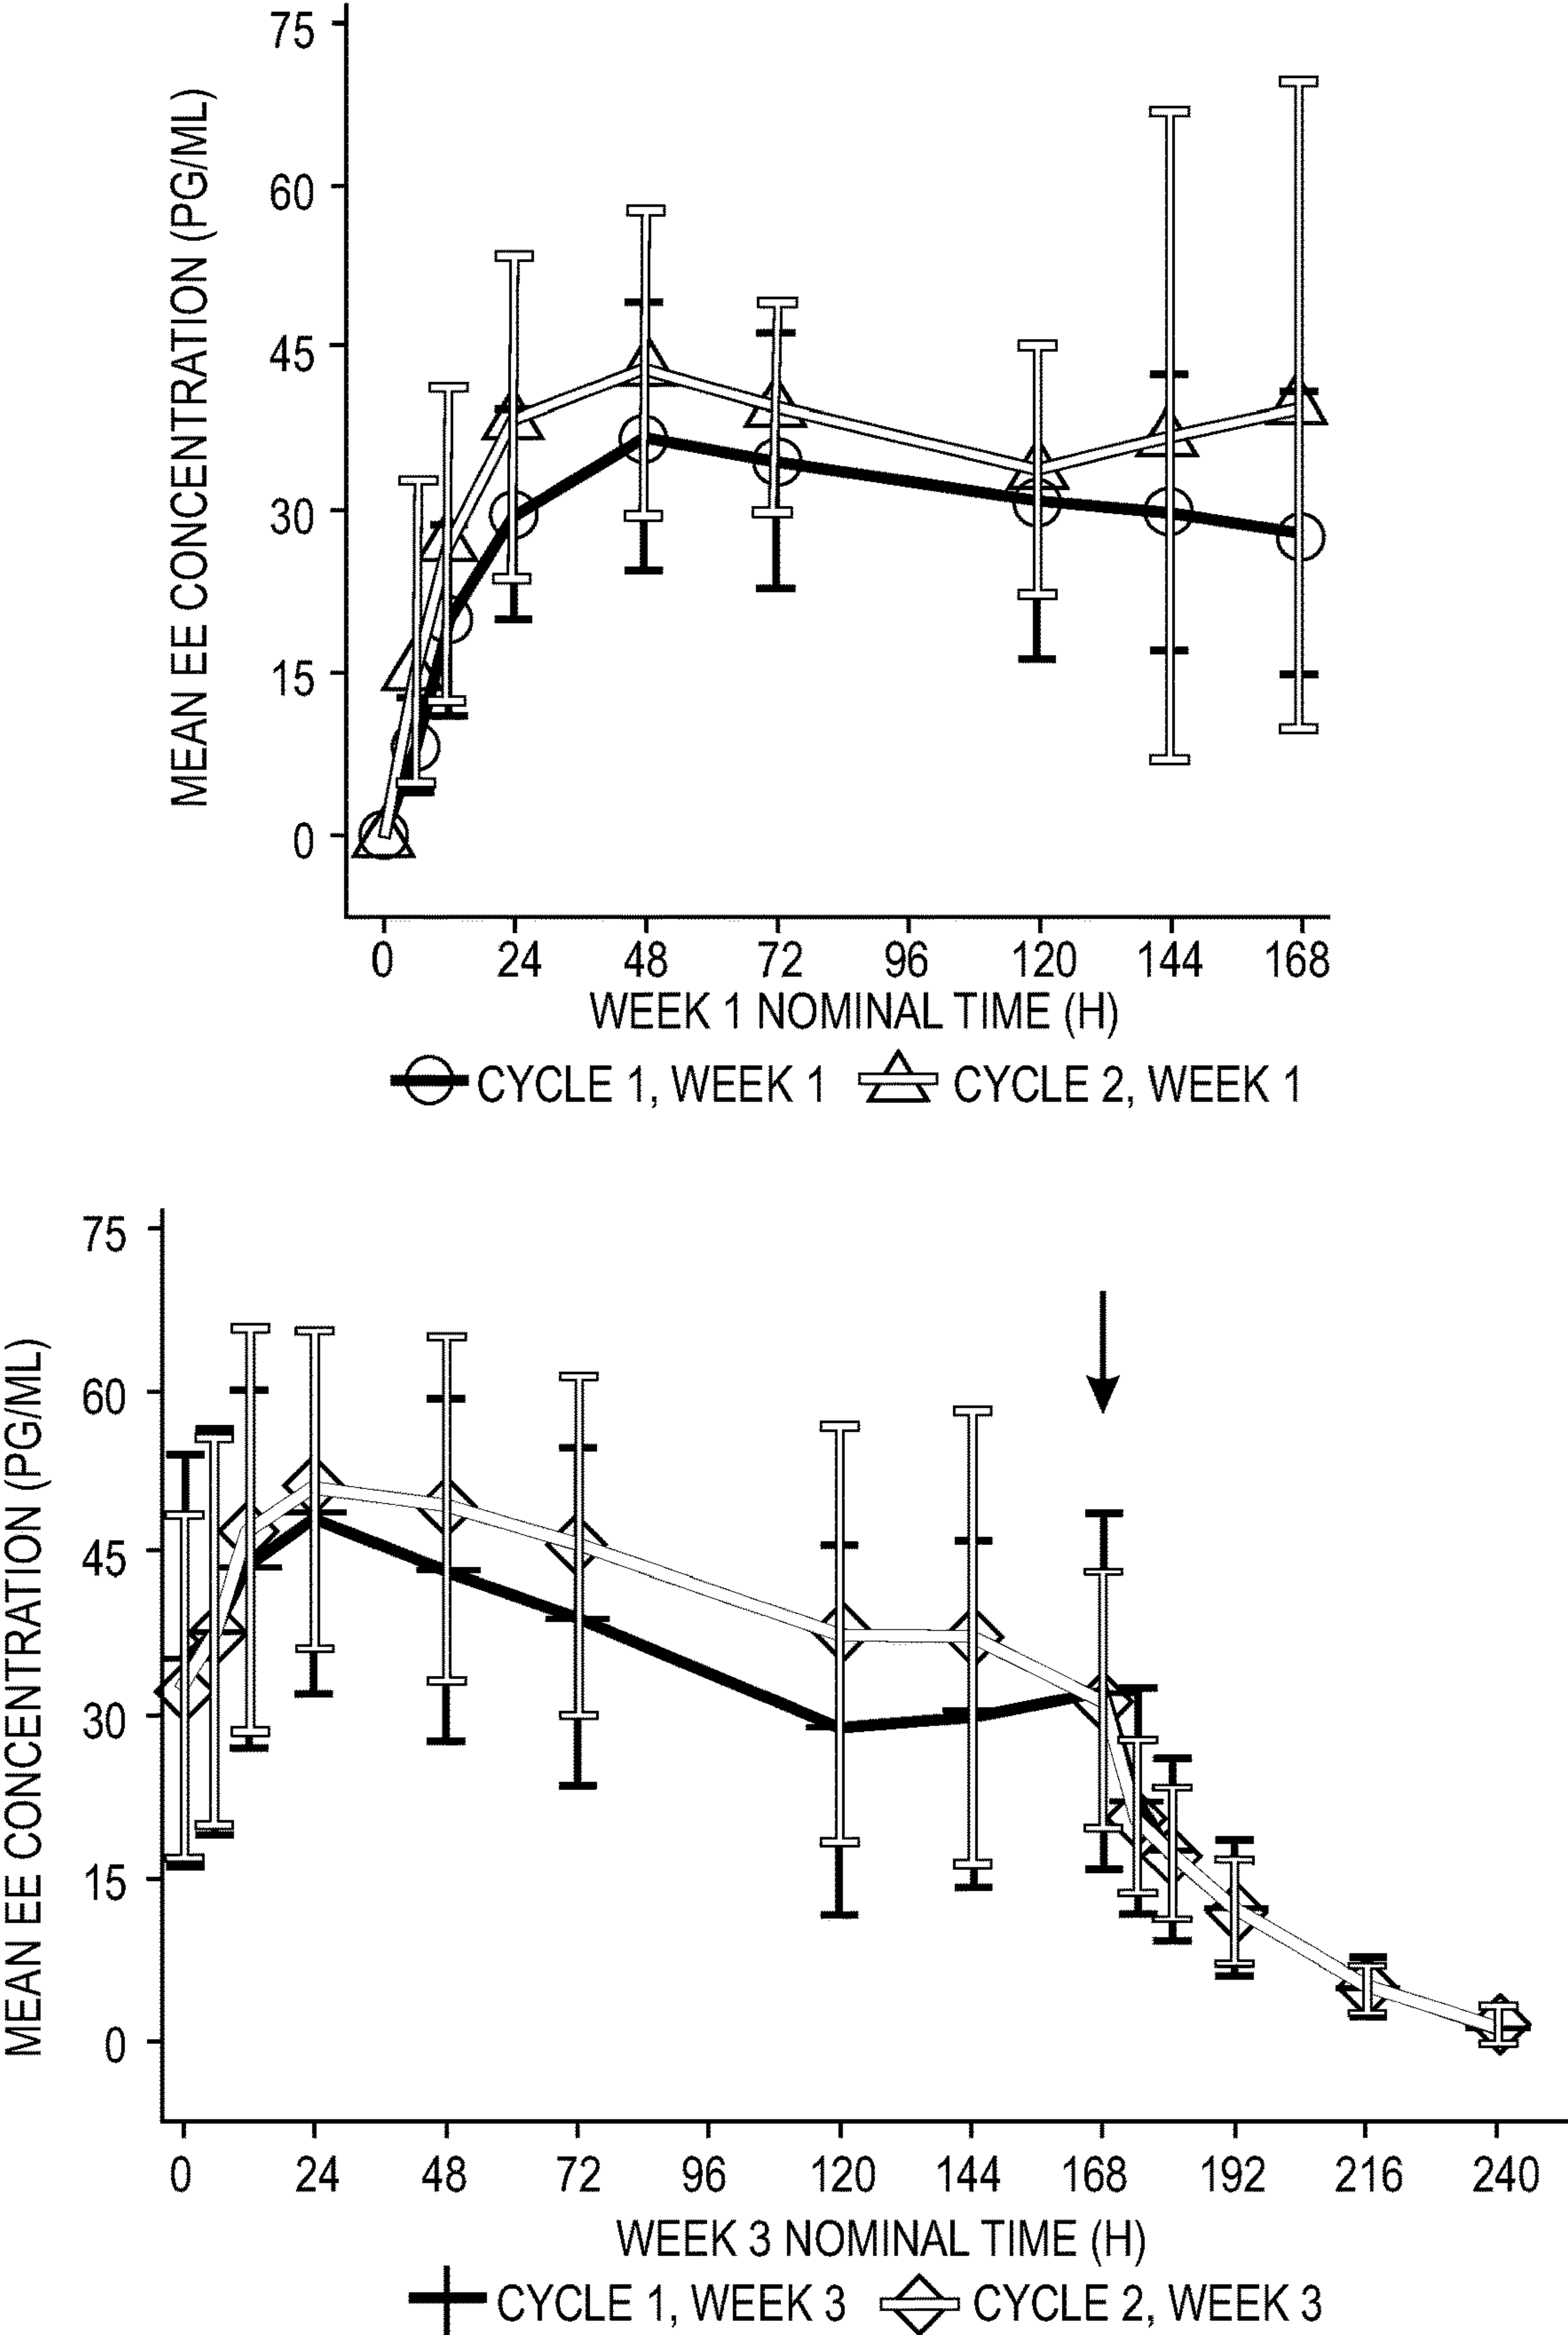 75
60
45
30
15
0
MEAN EE CONCENTRATION (PG/ML)
0 24 48 72 96 120 144 168
WEEK 1 NOMINAL TIME (H)
CYCLE 1, WEEK 1 CYCLE 2, WEEK 1
75
60
45
30
15
0
MEAN EE CONCENTRATION (PG/ML)
0 24 48 72 96 120 144 168 192 216 240
WEEK 3 NOMINAL TIME (H)
CYCLE 1, WEEK 3 CYCLE 2, WEEK 3